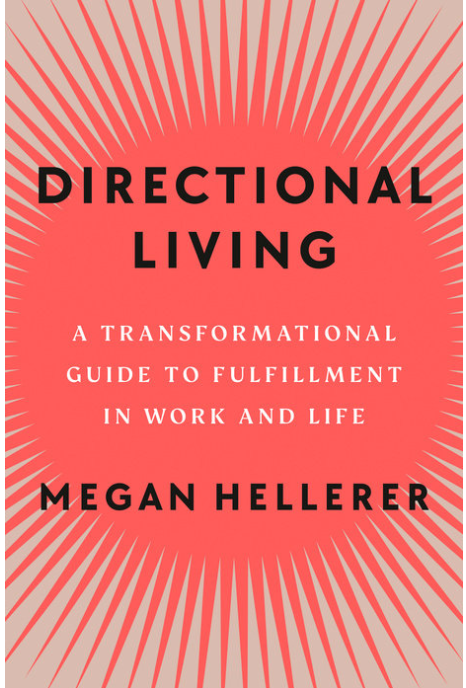 DIRECTIONAL
LIVING
A TRANSFORMATIONAL
GUIDE TO FULFILLMENT
IN WORK AND LIFE
MEGAN HELLERER